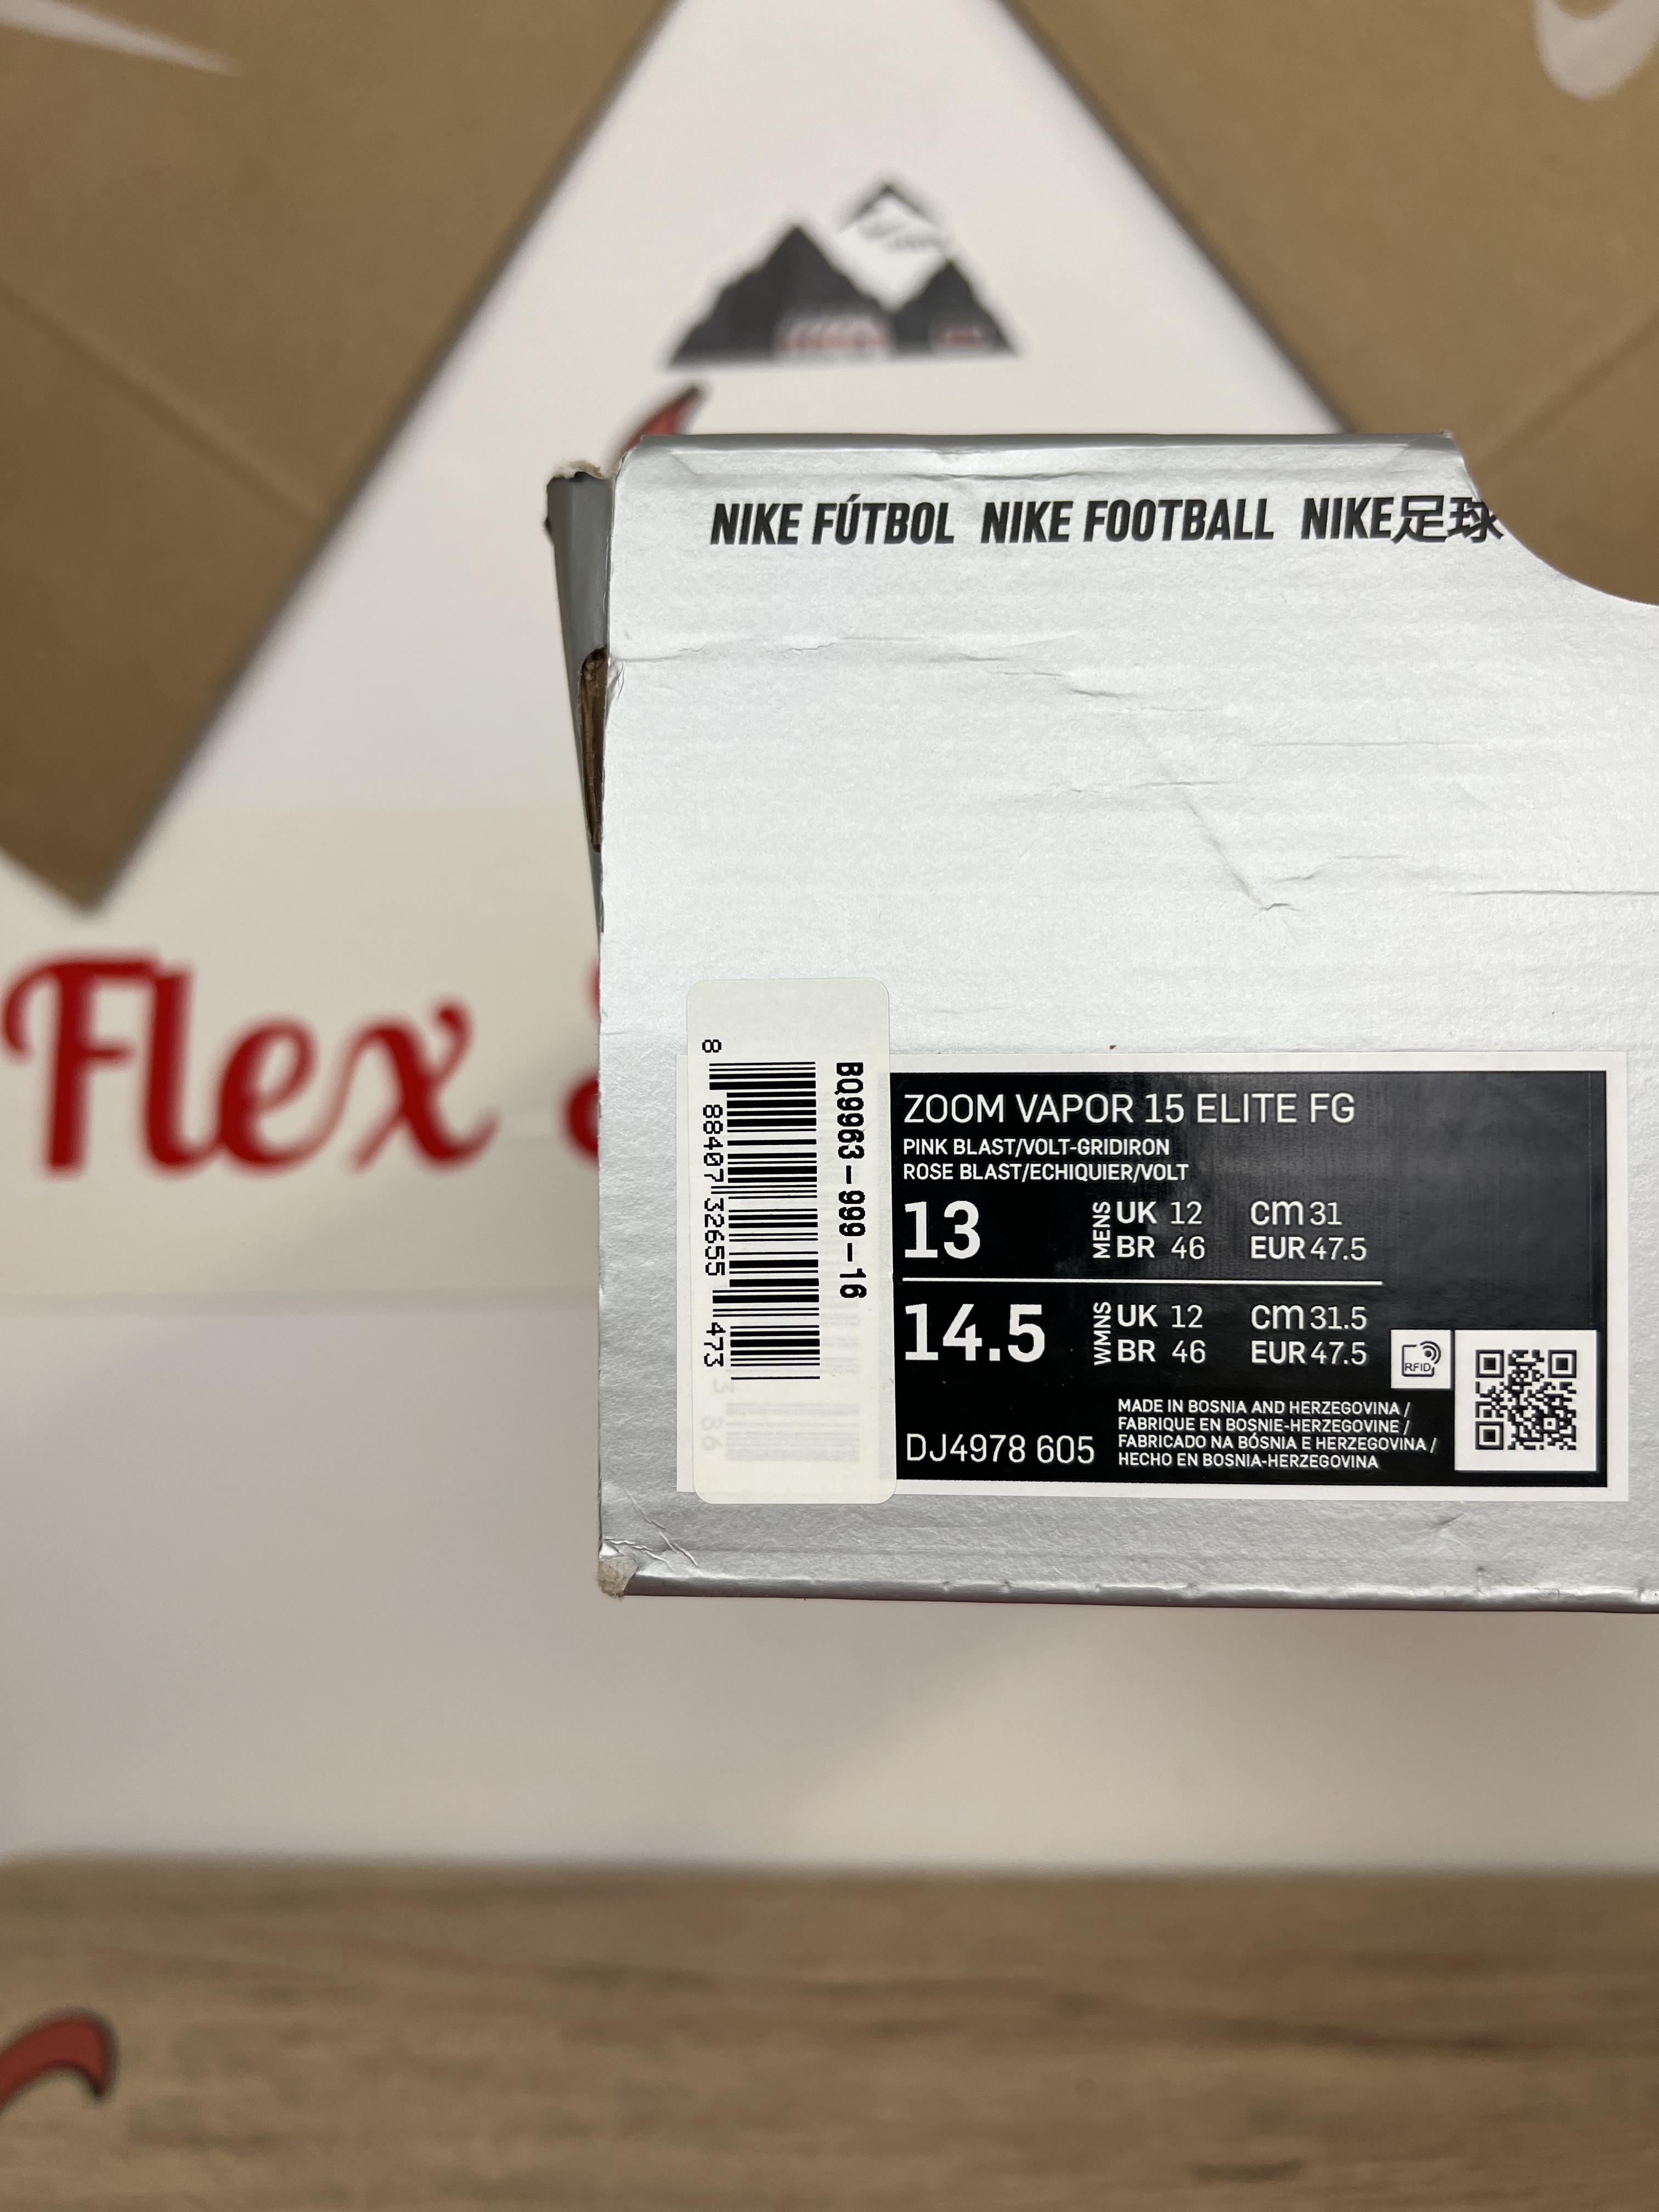 NIKE FÚTBOL NIKE FOOTBALL NIKE足球
Flex
BQ9963-999-16
8 88407 32655 473
ZOOM VAPOR 15 ELITE FG
PINK BLAST/VOLT-GRIDIRON
ROSE BLAST/ECHIQUIER/VOLT
13 MENS UK 12 CM 31
BR 46 EUR 47.5
14.5 WMNS UK 12 CM 31.5
BR 46 EUR 47.5
RFID
DJ4978 605
MADE IN BOSNIA AND HERZEGOVINA /
FABRIQUE EN BOSNIE-HERZEGOVINE /
FABRICADO NA BÓSNIA E HERZEGOVINA /
HECHO EN BOSNIA-HERZEGOVINA